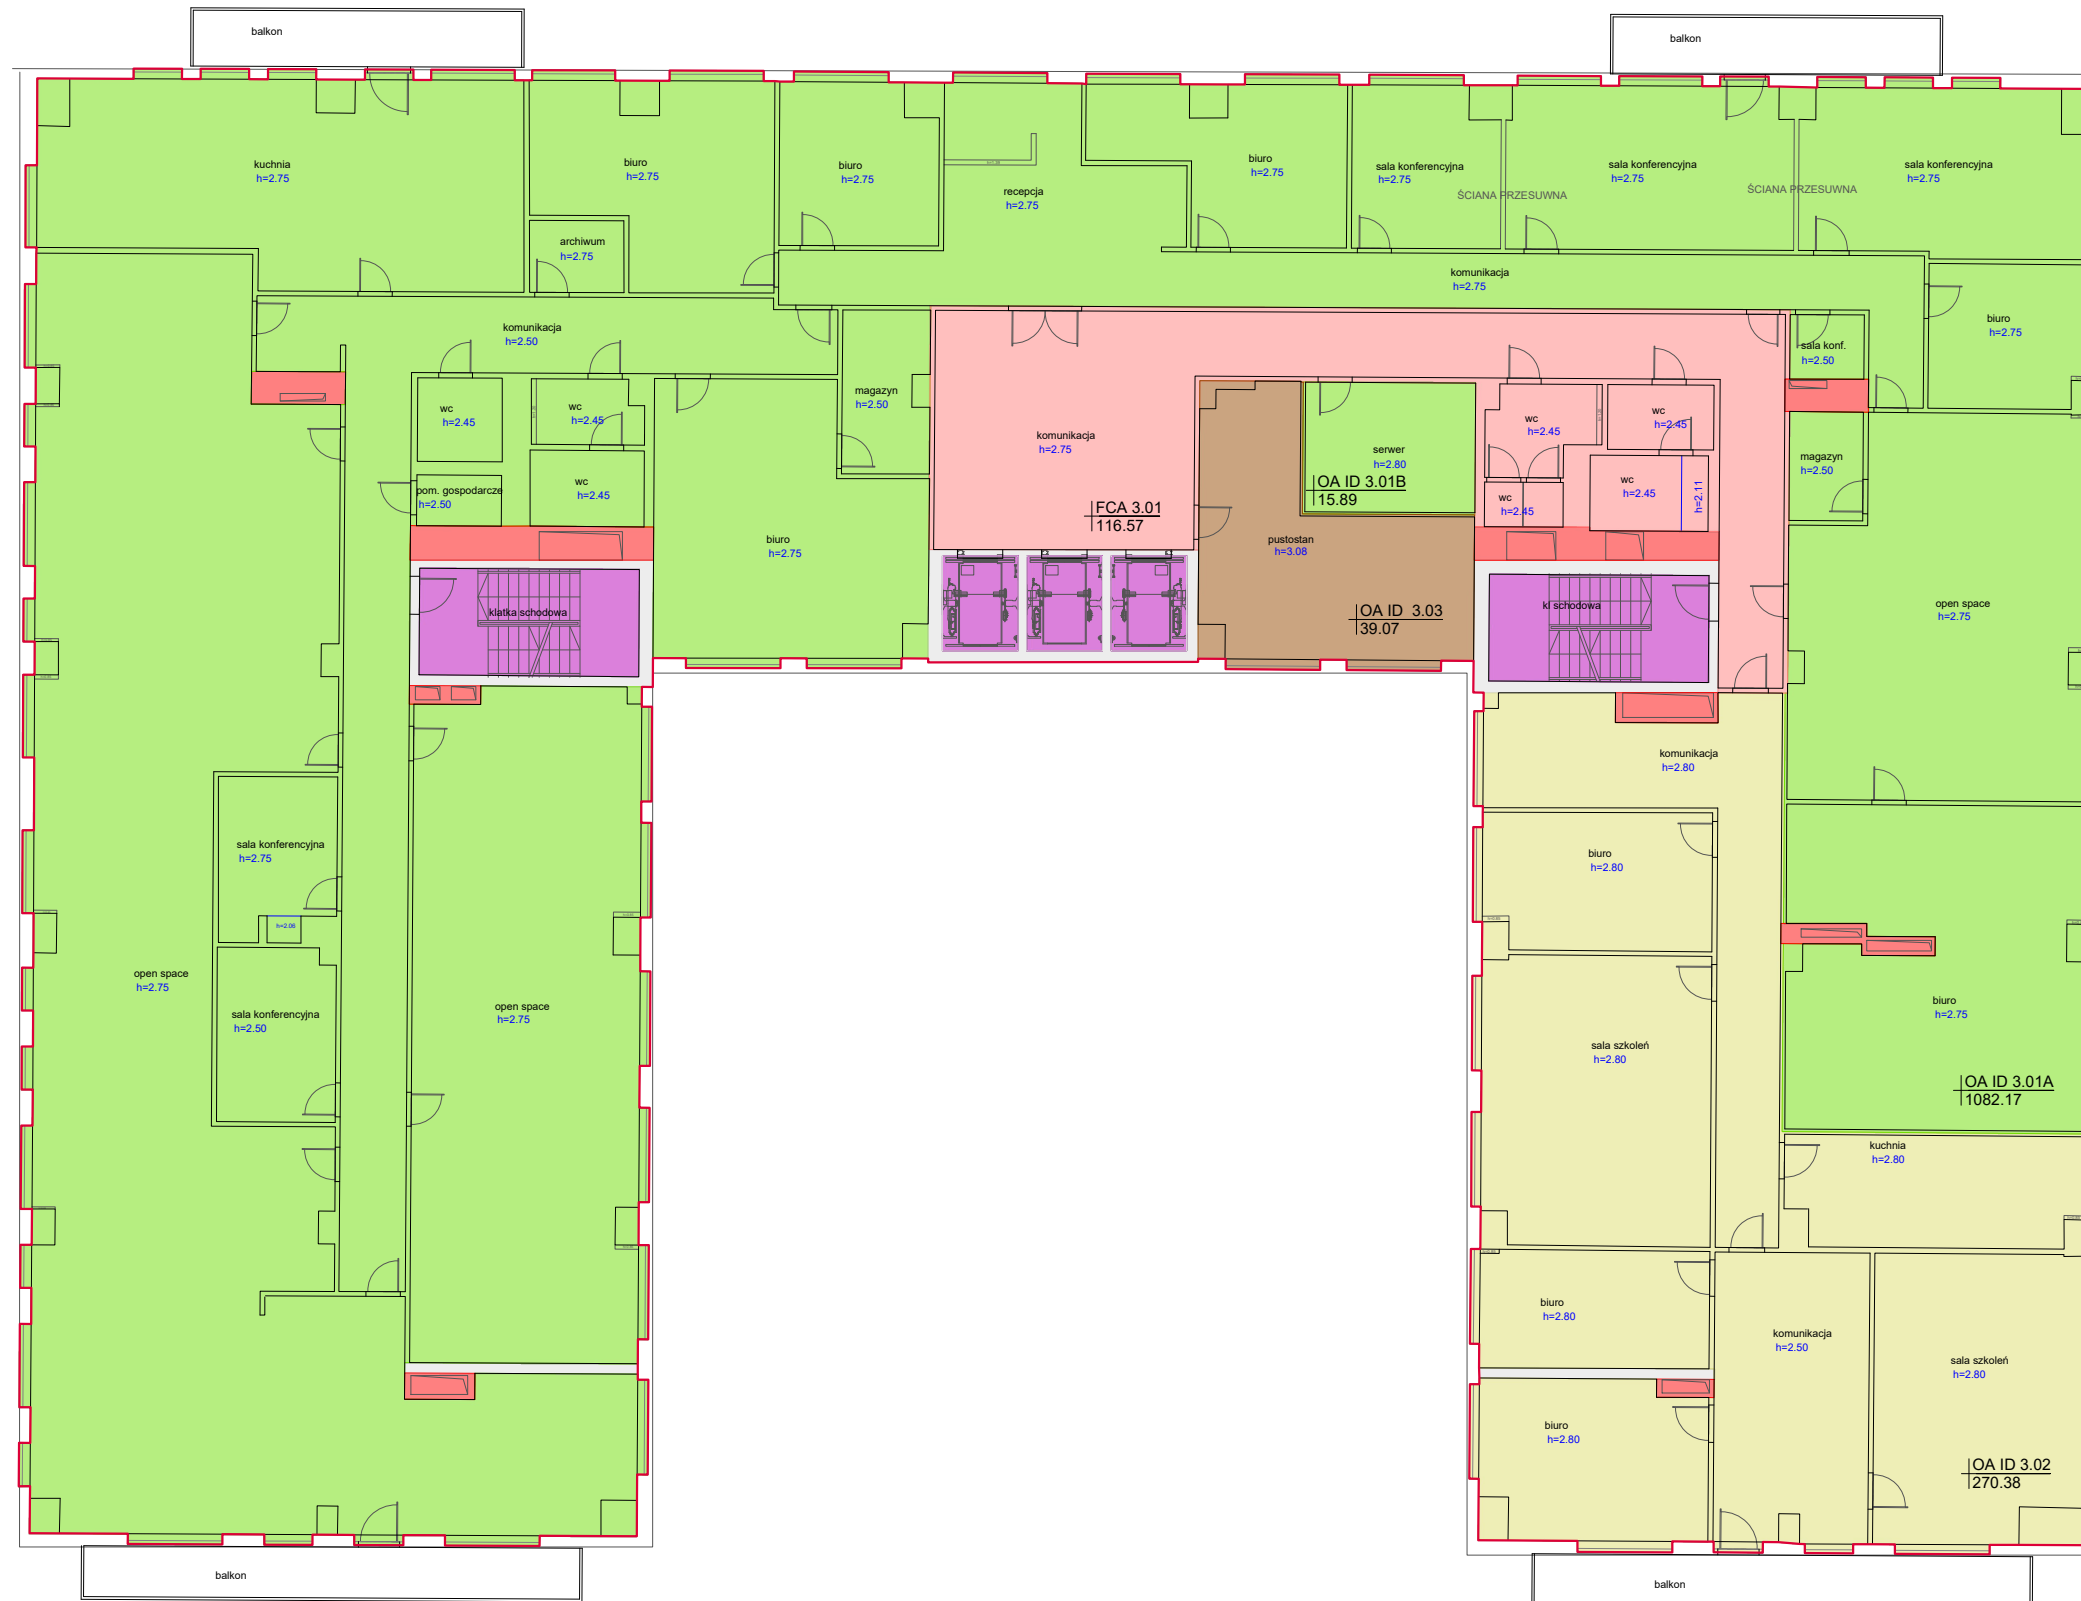 balkon
balkon
kuchnia
h=2.75
biuro
h=2.75
biuro
h=2.75
recepcja
h=2.75
biuro
h=2.75
sala konferencyjna
h=2.75
ŚCIANA PRZESUWNA
sala konferencyjna
h=2.75
ŚCIANA PRZESUWNA
sala konferencyjna
h=2.75
archiwum
h=2.75
komunikacja
h=2.75
komunikacja
h=2.50
biuro
h=2.75
sala konf.
h=2.50
magazyn
h=2.50
wc
h=2.45
wc
h=2.45
wc
h=2.45
pom. gospodarcze
h=2.50
komunikacja
h=2.75
serwer
h=2.80
OA ID 3.01B
15.89
wc
h=2.45
wc
h=2.45
wc
h=2.45
wc
h=2.45
h=2.11
magazyn
h=2.50
FCA 3.01
116.57
biuro
h=2.75
pustostan
h=3.08
OA ID 3.03
39.07
klatka schodowa
kl schodowa
open space
h=2.75
komunikacja
h=2.80
sala konferencyjna
h=2.75
h=2.06
biuro
h=2.80
open space
h=2.75
sala konferencyjna
h=2.50
open space
h=2.75
sala szkoleń
h=2.80
biuro
h=2.75
OA ID 3.01A
1082.17
kuchnia
h=2.80
biuro
h=2.80
komunikacja
h=2.50
sala szkoleń
h=2.80
biuro
h=2.80
OA ID 3.02
270.38
balkon
balkon